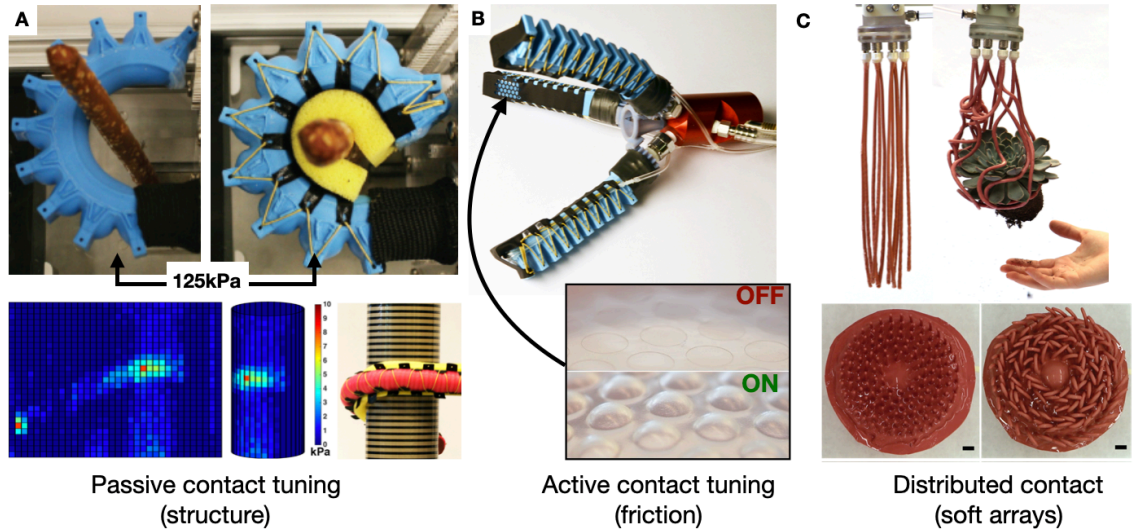 A
B
C
125kPa
OFF
ON
10
9
8
7
6
5
4
3
2
1
0
kPa
Passive contact tuning
(structure)
Active contact tuning
(friction)
Distributed contact
(soft arrays)